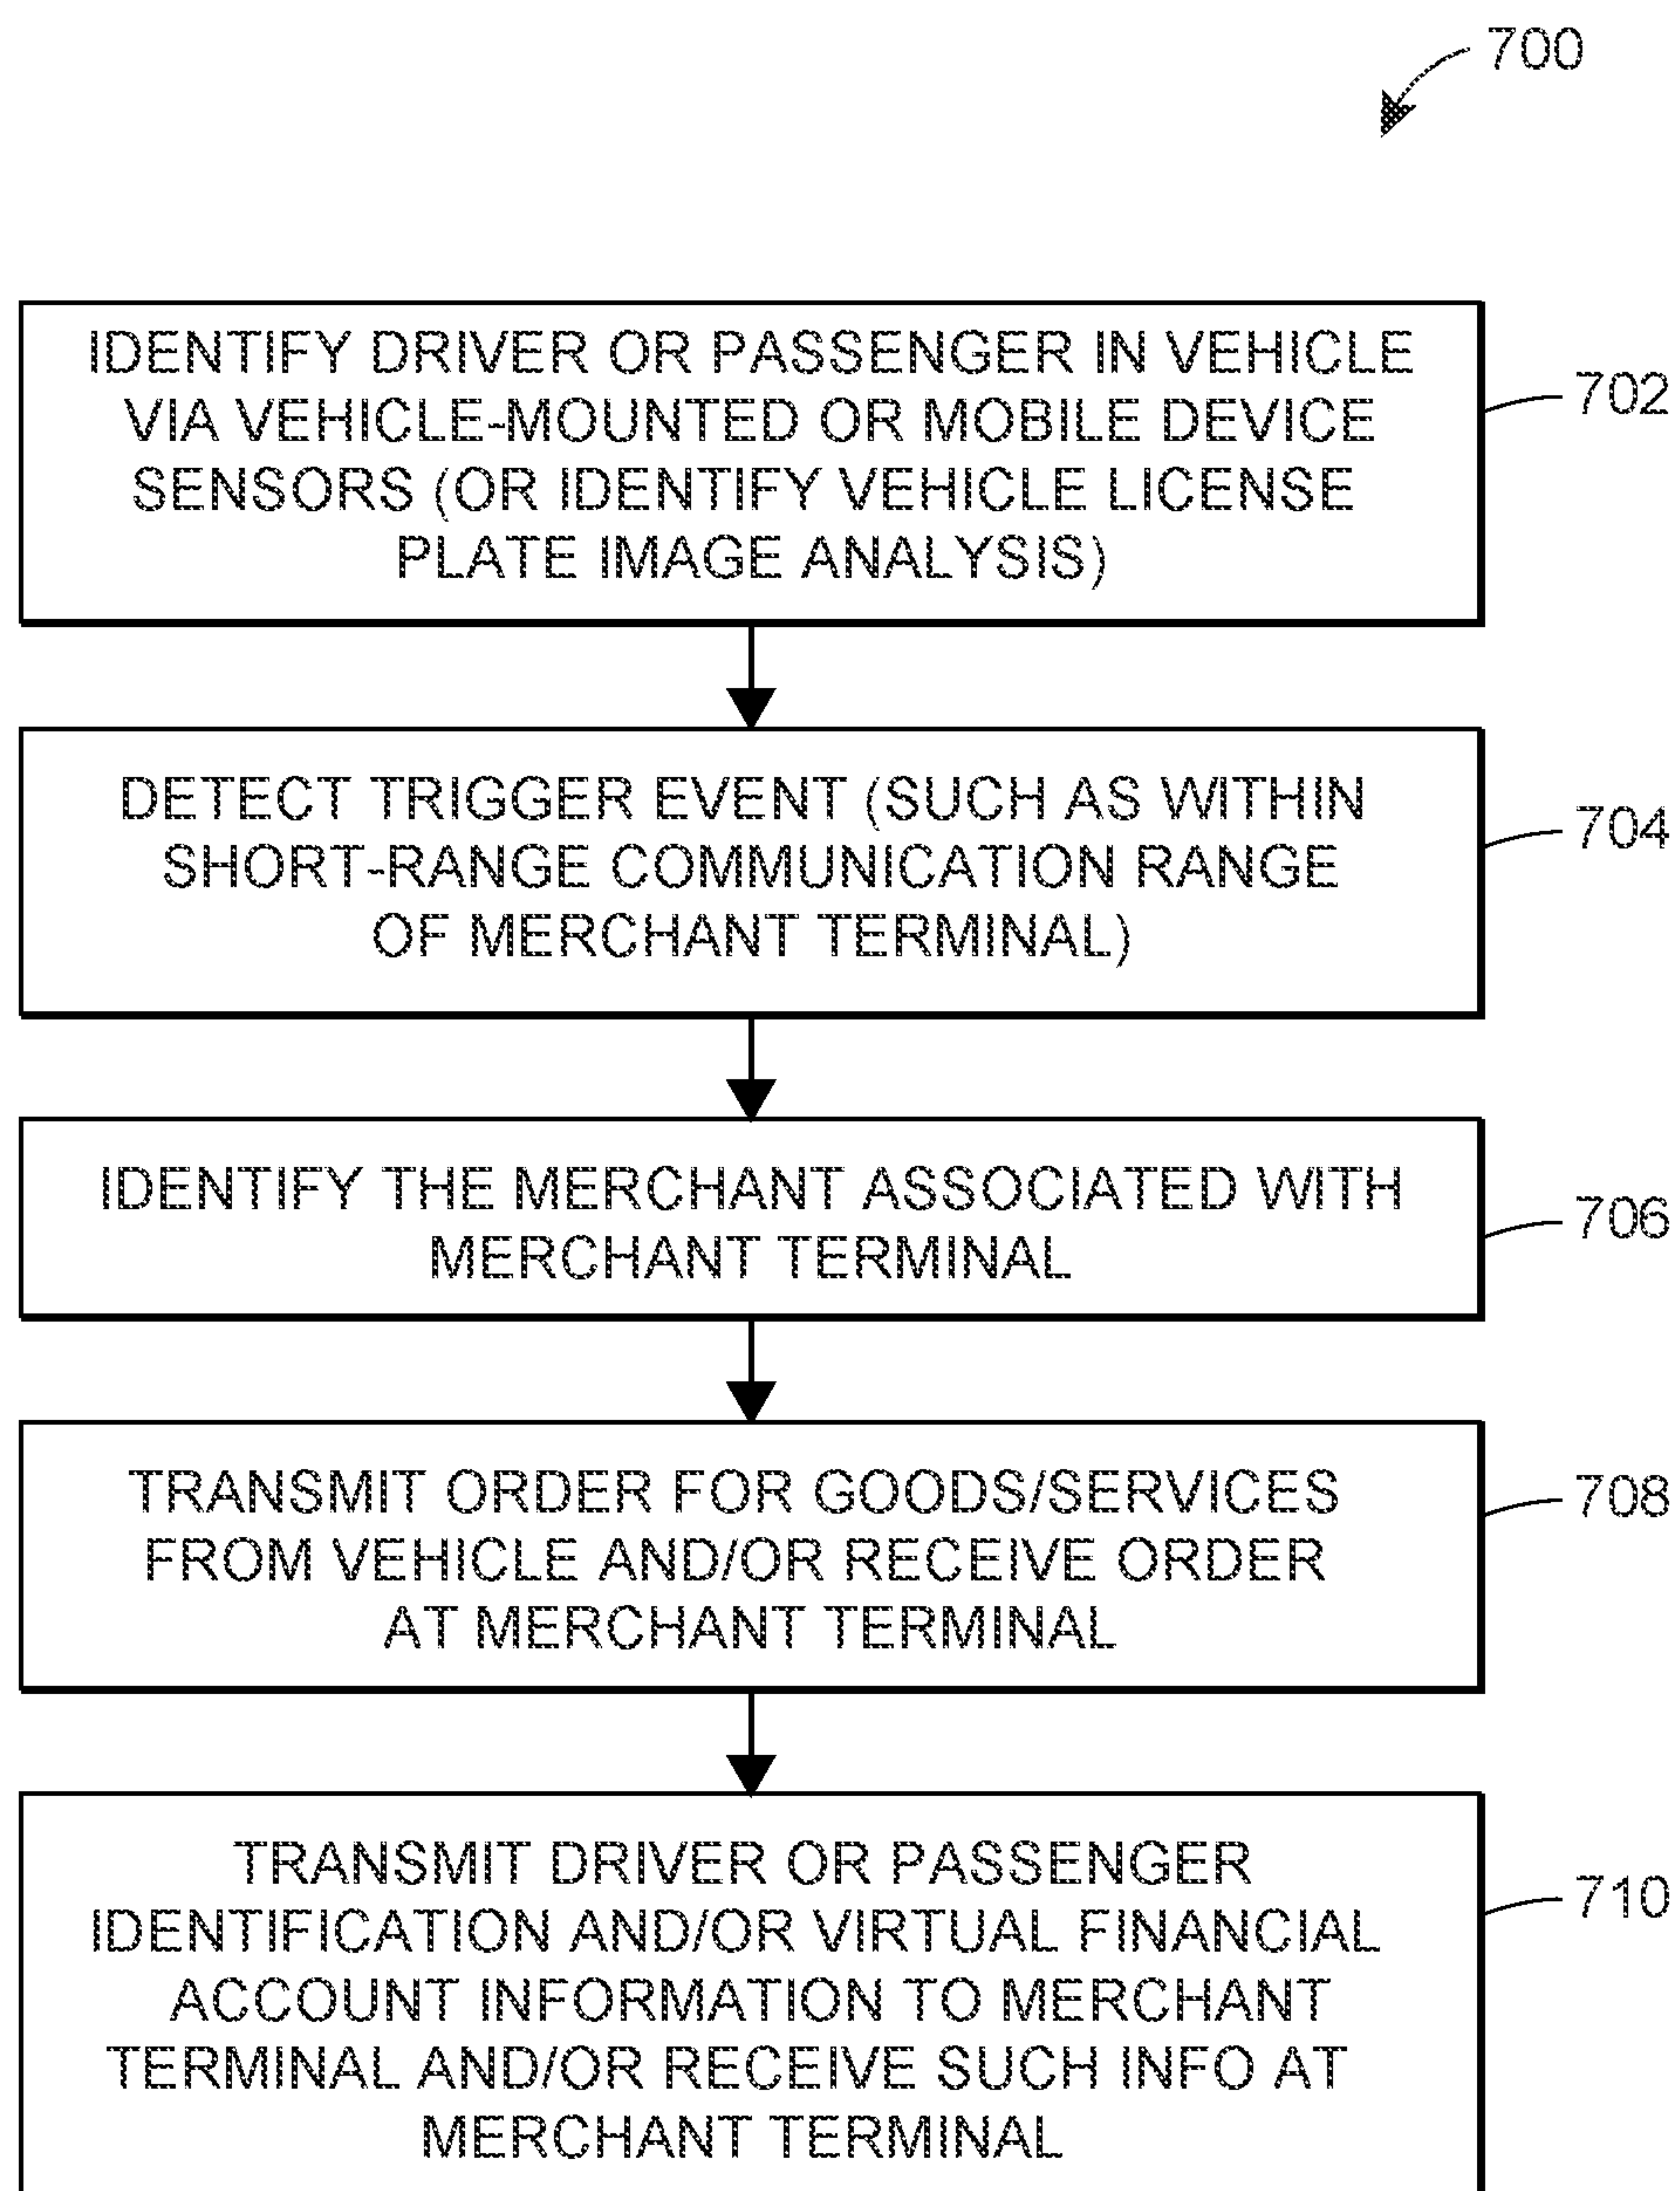 700
IDENTIFY DRIVER OR PASSENGER IN VEHICLE
VIA VEHICLE-MOUNTED OR MOBILE DEVICE
SENSORS (OR IDENTIFY VEHICLE LICENSE
PLATE IMAGE ANALYSIS)
702
DETECT TRIGGER EVENT (SUCH AS WITHIN
SHORT-RANGE COMMUNICATION RANGE
OF MERCHANT TERMINAL)
704
IDENTIFY THE MERCHANT ASSOCIATED WITH
MERCHANT TERMINAL
706
TRANSMIT ORDER FOR GOODS/SERVICES
FROM VEHICLE AND/OR RECEIVE ORDER
AT MERCHANT TERMINAL
708
TRANSMIT DRIVER OR PASSENGER
IDENTIFICATION AND/OR VIRTUAL FINANCIAL
ACCOUNT INFORMATION TO MERCHANT
TERMINAL AND/OR RECEIVE SUCH INFO AT
MERCHANT TERMINAL
710